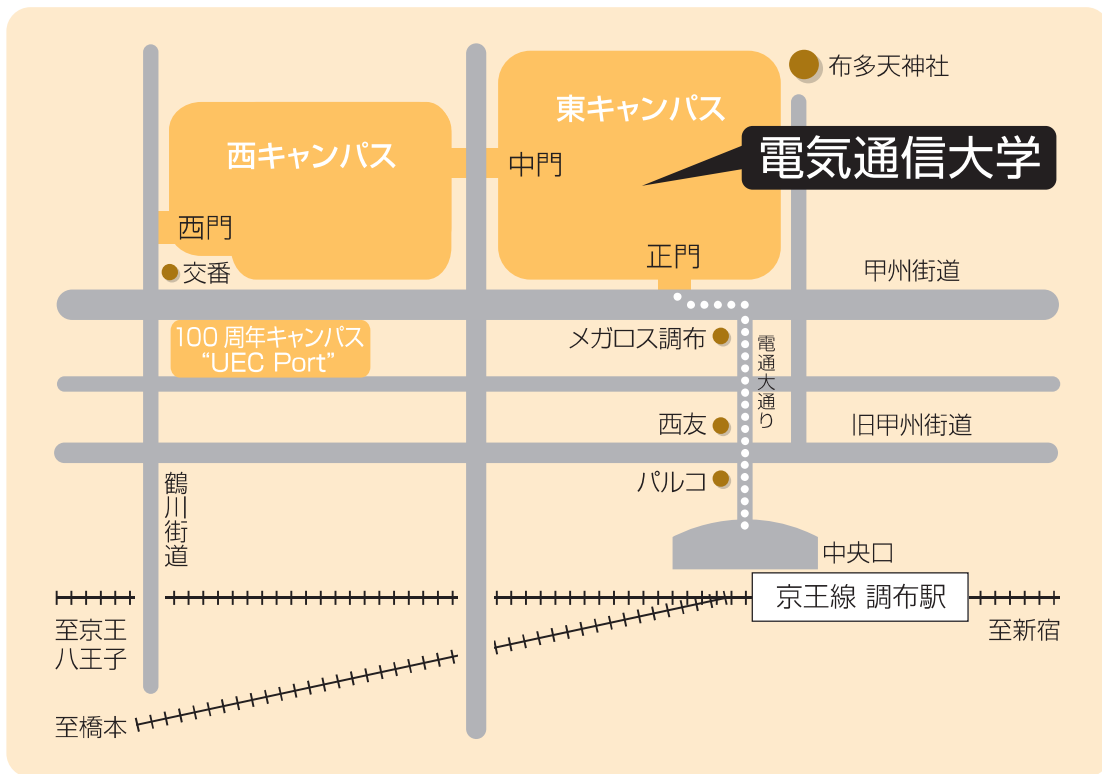 布多天神社
東キャンパス
西キャンパス
電気通信大学
中門
西門
正門
交番
甲州街道
100 周年キャンパス
“UEC Port”
メガロス調布
電通大通り
西友
旧甲州街道
パルコ
鶴川街道
中央口
京王線 調布駅
至京王
八王子
至新宿
至橋本